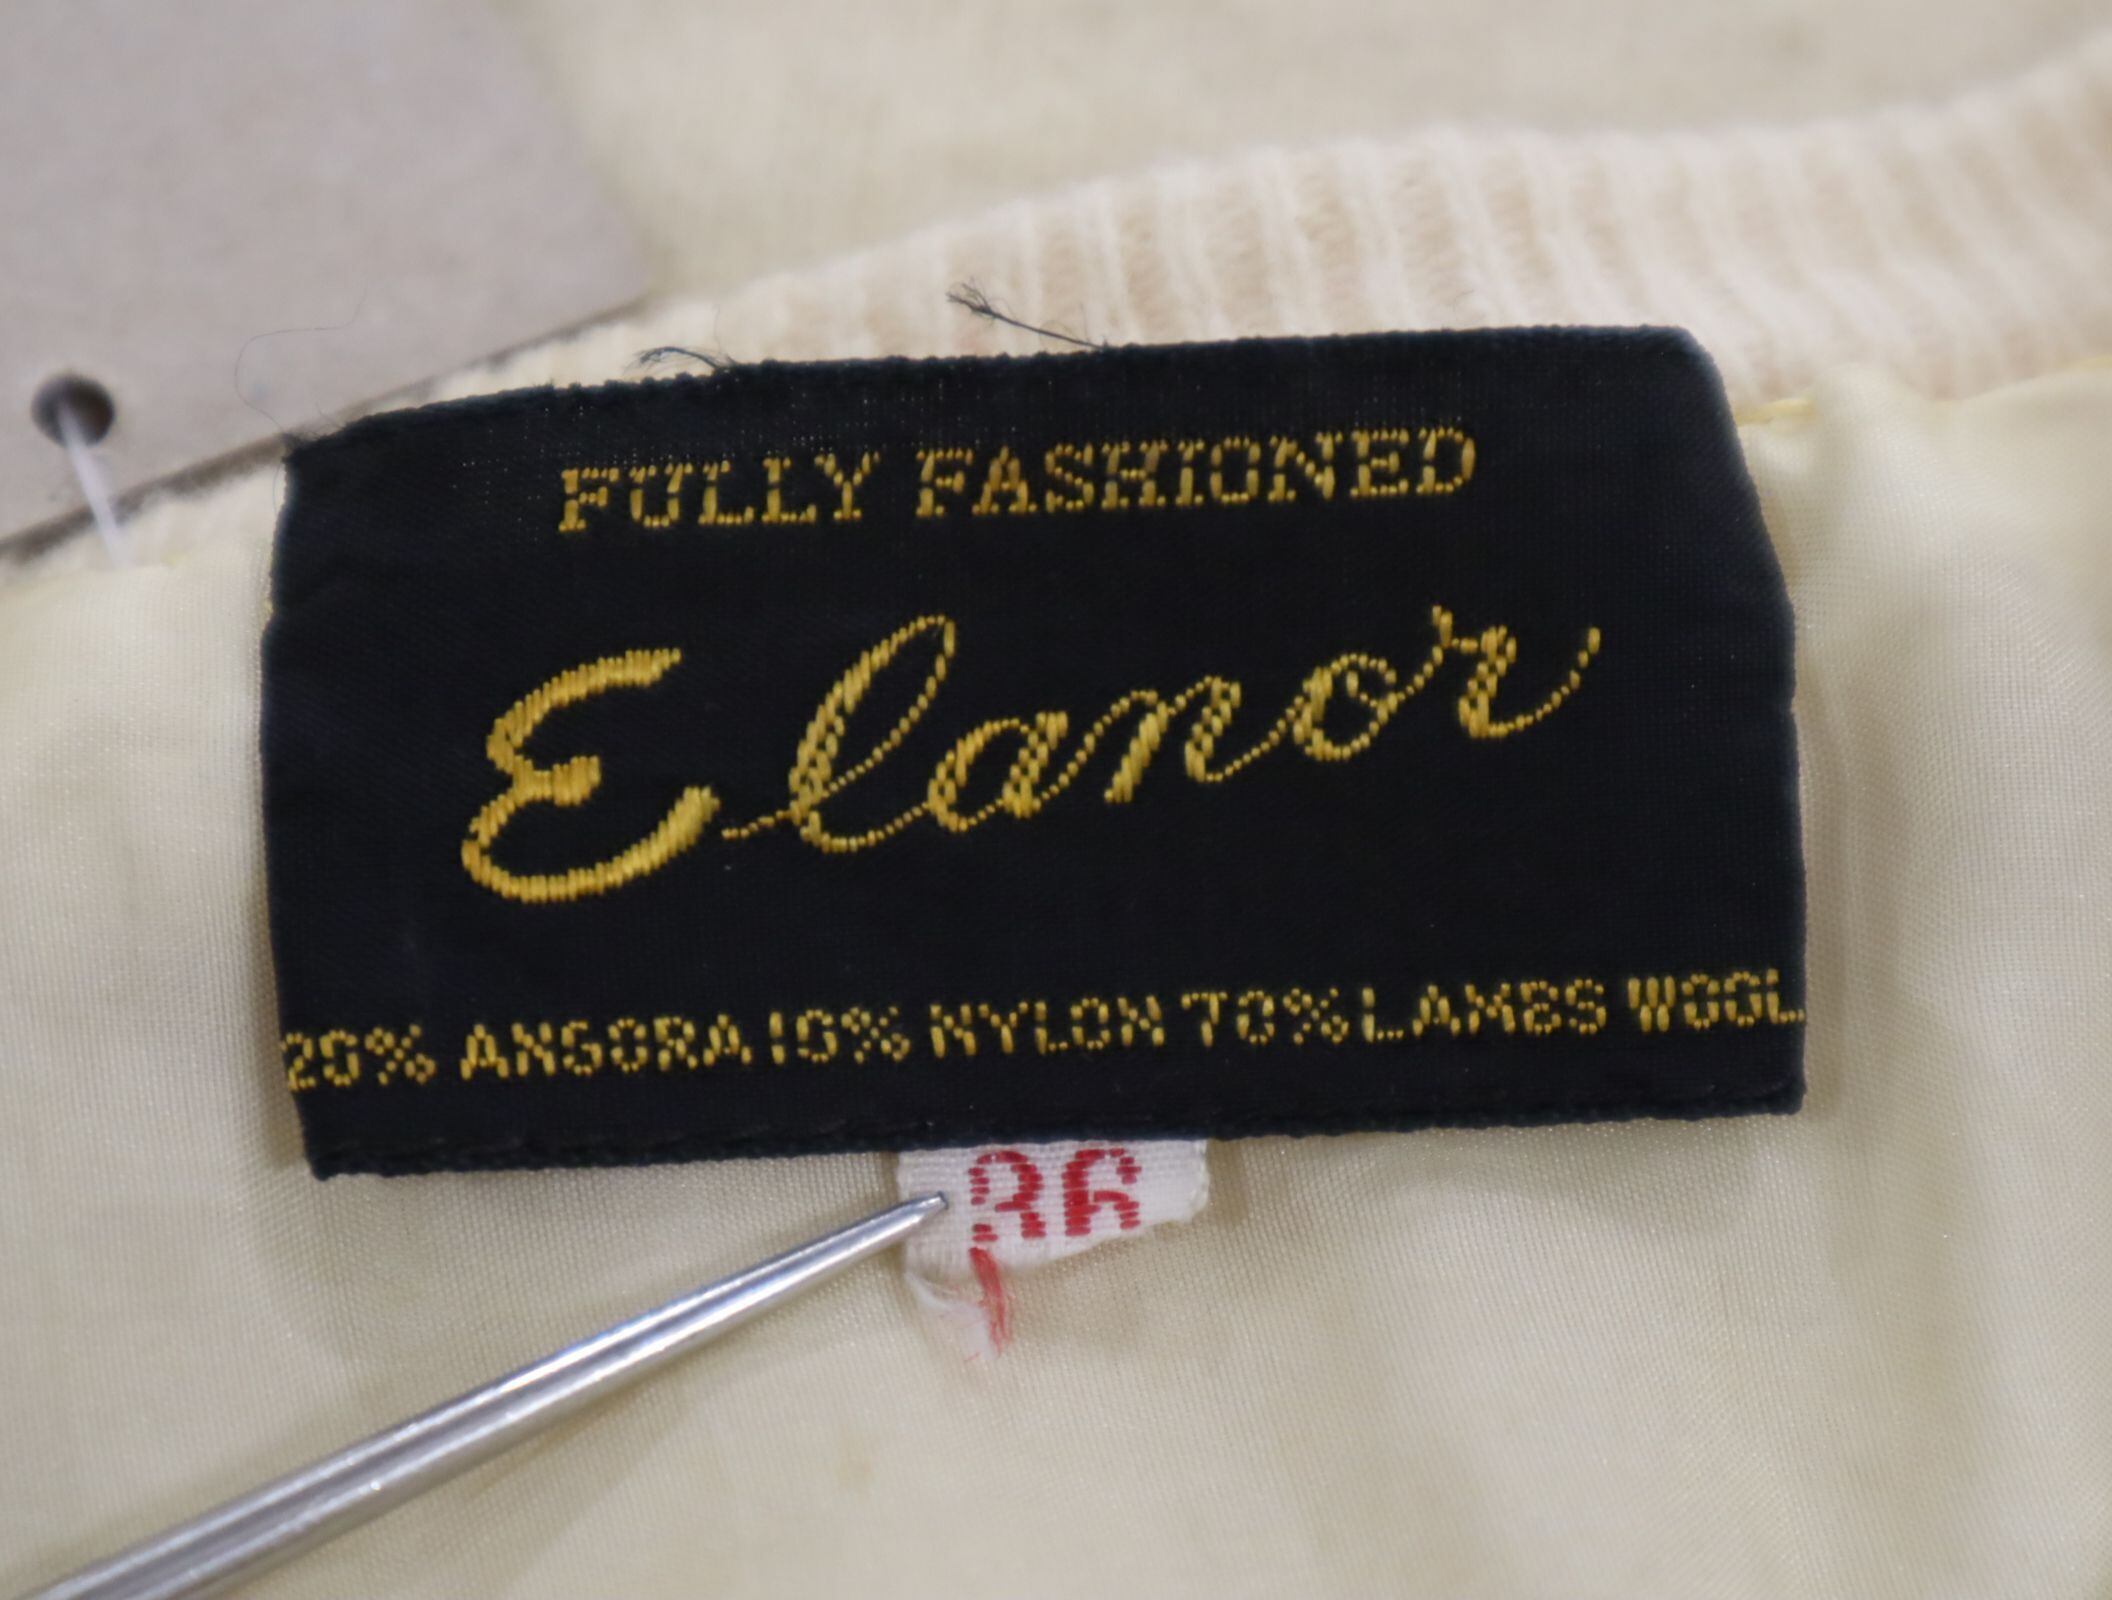 FULLY FASHIONED
Elanor
20% ANGORA 10% NYLON 70% LAMBS WOOL
36